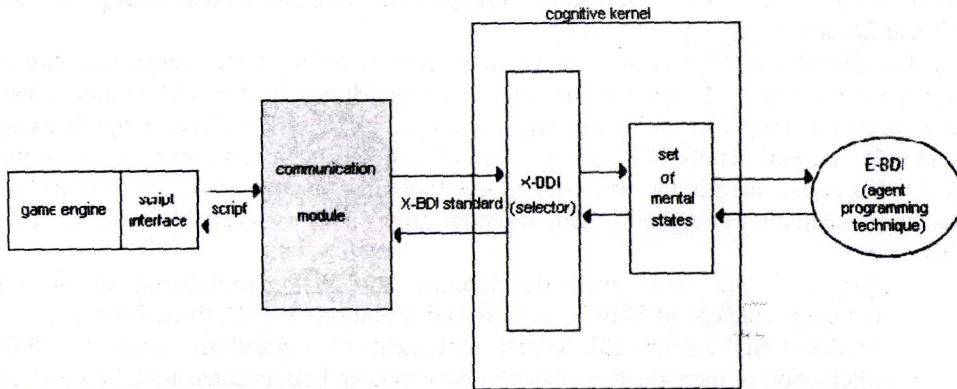 cognitive kernel
game engine
script
interface
script
communication
module
X-BDI standard
X-BDI
(selector)
set
of
mental
states
E-BDI
(agent
programming
technique)